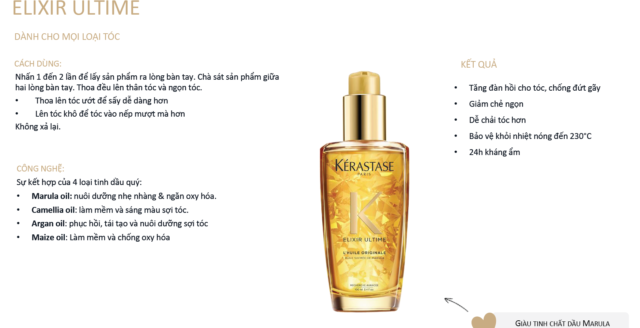 ELIXIR ULTIME
DÀNH CHO MỌI LOẠI TÓC
CÁCH DÙNG:
Nhấn 1 đến 2 lần để lấy sản phẩm ra lòng bàn tay. Chà sát sản phẩm giữa
hai lòng bàn tay. Thoa đều lên thân tóc và ngọn tóc.
• Thoa lên tóc ướt để sấy dễ dàng hơn
• Lên tóc khô để tóc vào nếp mượt mà hơn
Không xả lại.
CÔNG NGHỆ:
Sự kết hợp của 4 loại tinh dầu quý:
• Marula oil: nuôi dưỡng nhẹ nhàng & ngăn oxy hóa.
• Camellia oil: làm mềm và sáng màu sợi tóc.
• Argan oil: phục hồi, tái tạo và nuôi dưỡng sợi tóc
• Maize oil: Làm mềm và chống oxy hóa
KÉRASTASE
PARIS
K
ELIXIR ULTIME
L'HUILE ORIGINALE
KẾT QUẢ
• Tăng đàn hồi cho tóc, chống đứt gãy
• Giảm chẻ ngọn
• Dễ chải tóc hơn
• Bảo vệ khỏi nhiệt nóng đến 230°C
• 24h kháng ẩm
GIÀU TINH CHẤT DẦU MARULA